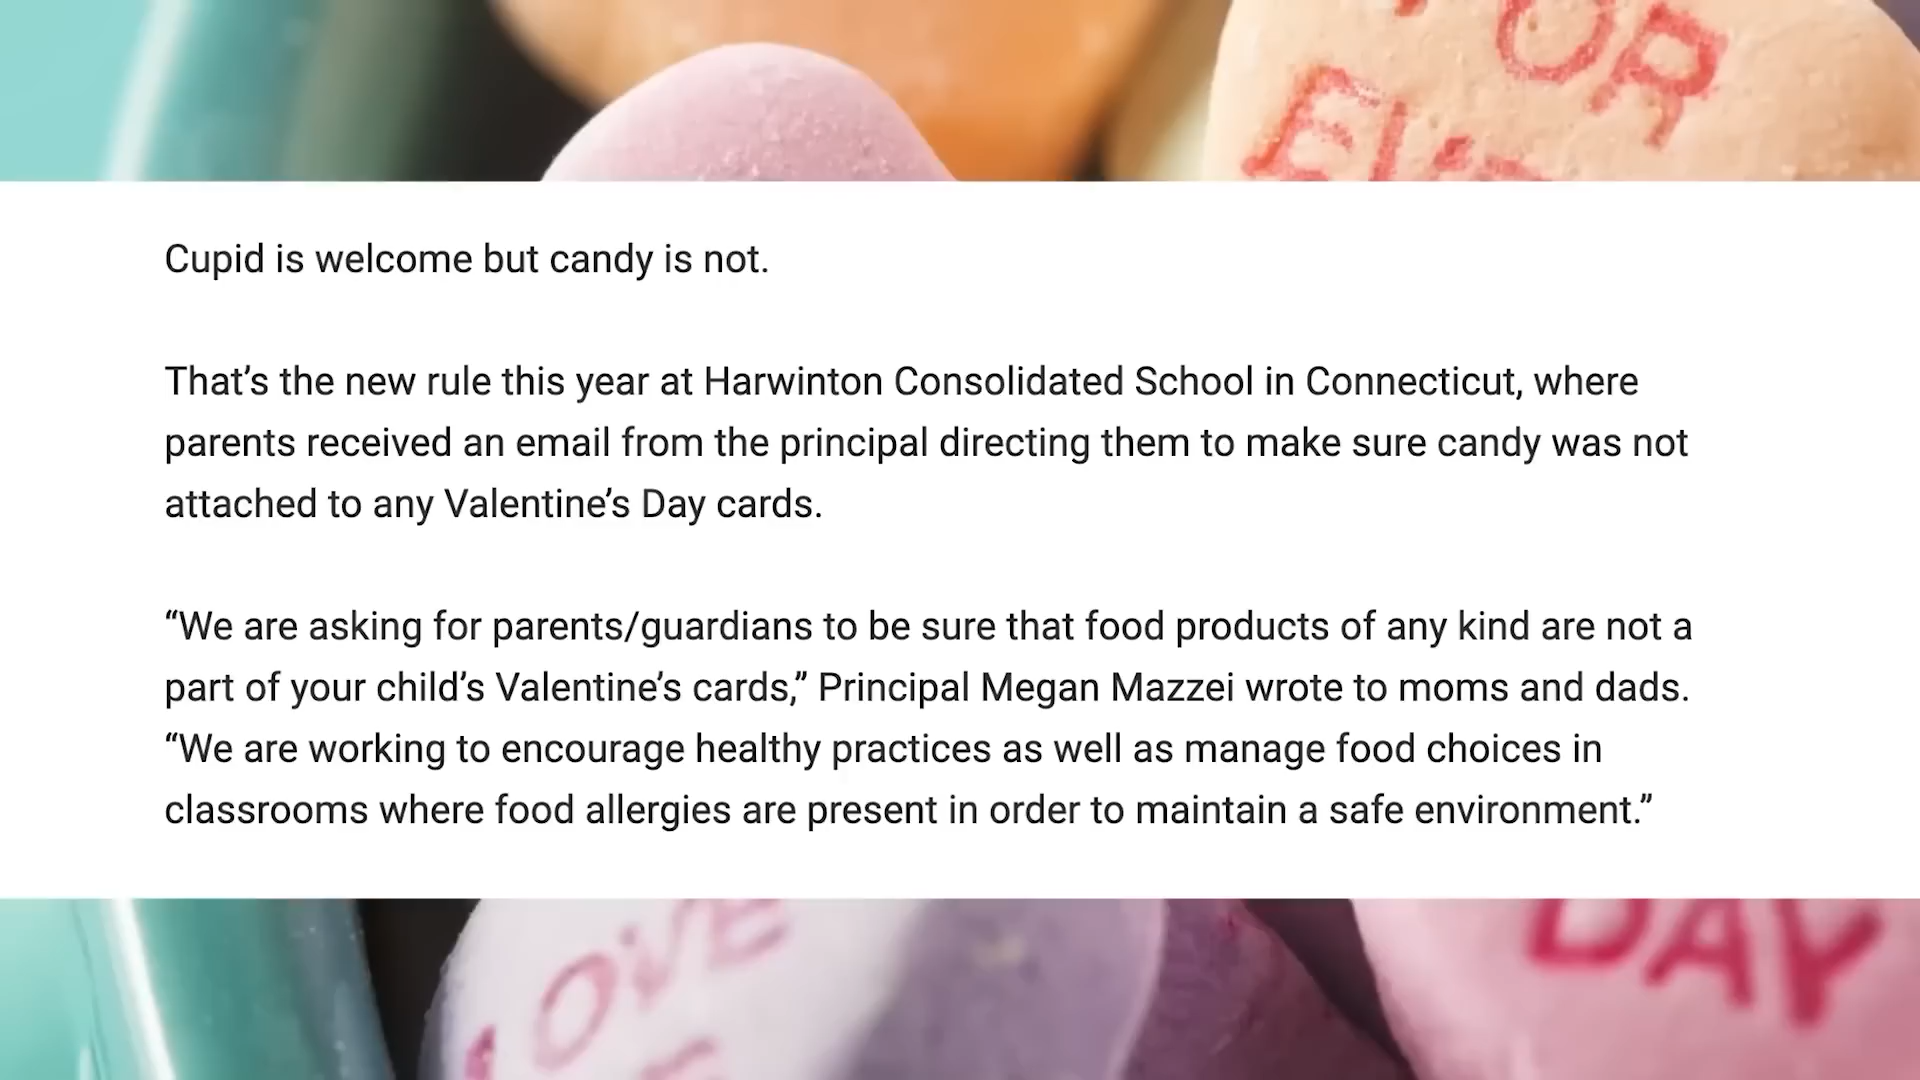 OR
Cupid is welcome but candy is not.
That’s the new rule this year at Harwinton Consolidated School in Connecticut, where
parents received an email from the principal directing them to make sure candy was not
attached to any Valentine’s Day cards.
“We are asking for parents/guardians to be sure that food products of any kind are not a
part of your child’s Valentine’s cards,” Principal Megan Mazzei wrote to moms and dads.
“We are working to encourage healthy practices as well as manage food choices in
classrooms where food allergies are present in order to maintain a safe environment.”
LOVE
DAY